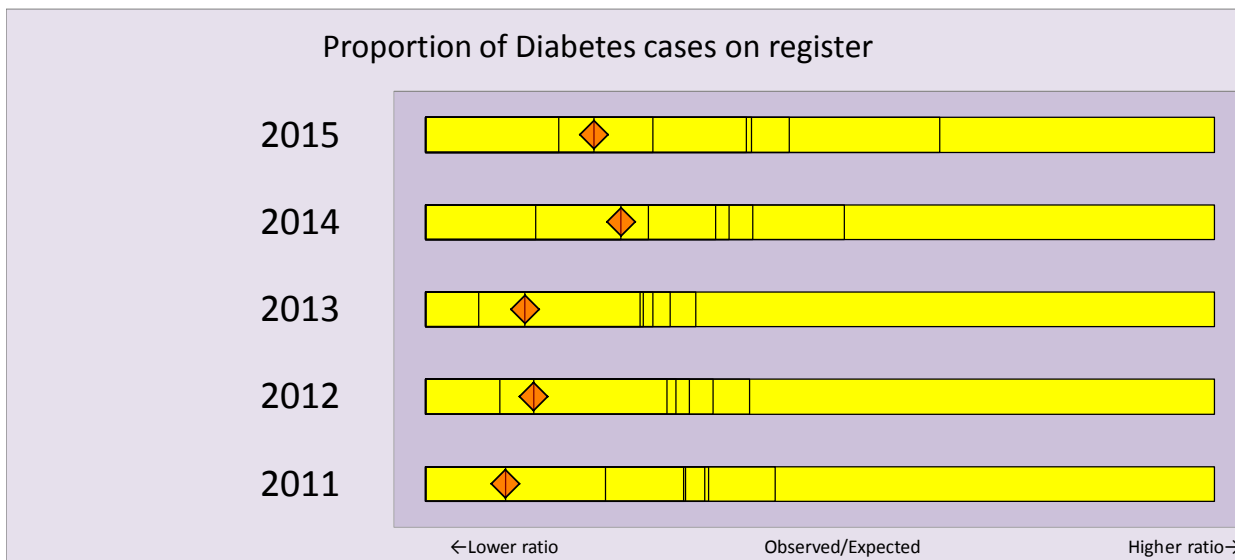 Proportion of Diabetes cases on register
2015
2014
2013
2012
2011
←Lower ratio Observed/Expected Higher ratio→